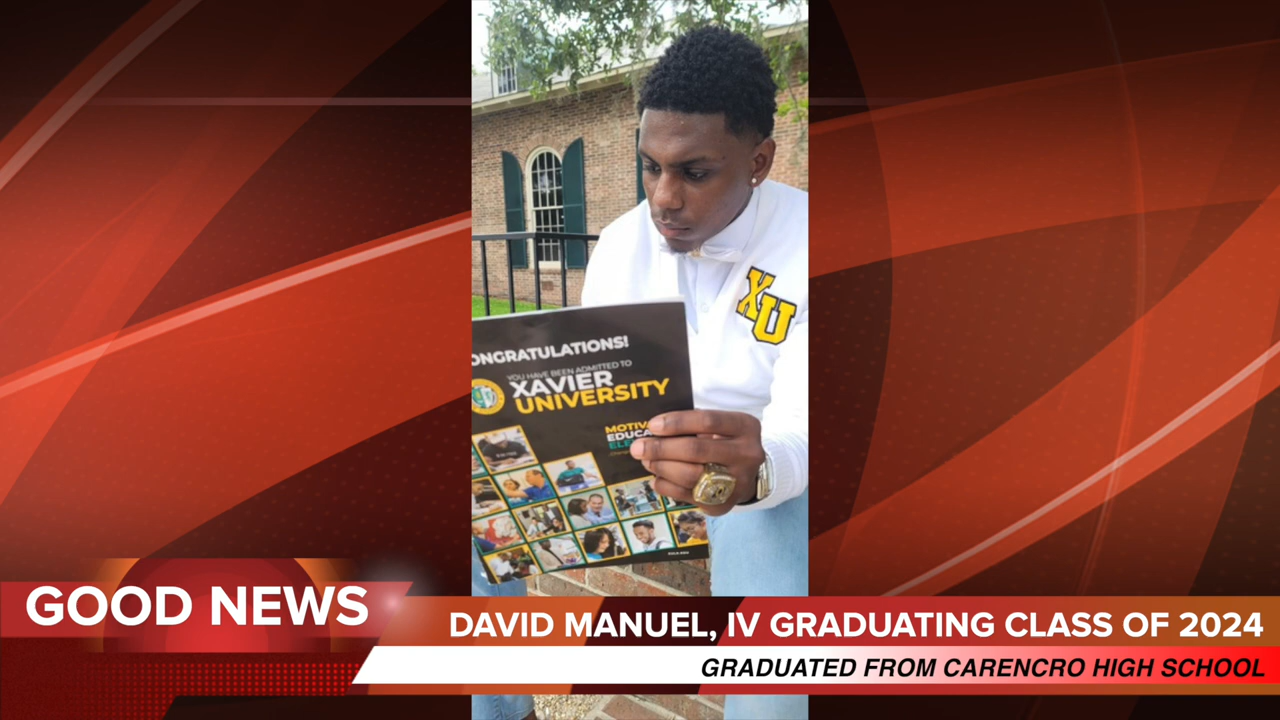 XU
ONGRATULATIONS!
YOU HAVE BEEN ADMITTED TO
XAVIER
UNIVERSITY
GOOD NEWS
DAVID MANUEL, IV GRADUATING CLASS OF 2024
GRADUATED FROM CARENCRO HIGH SCHOOL